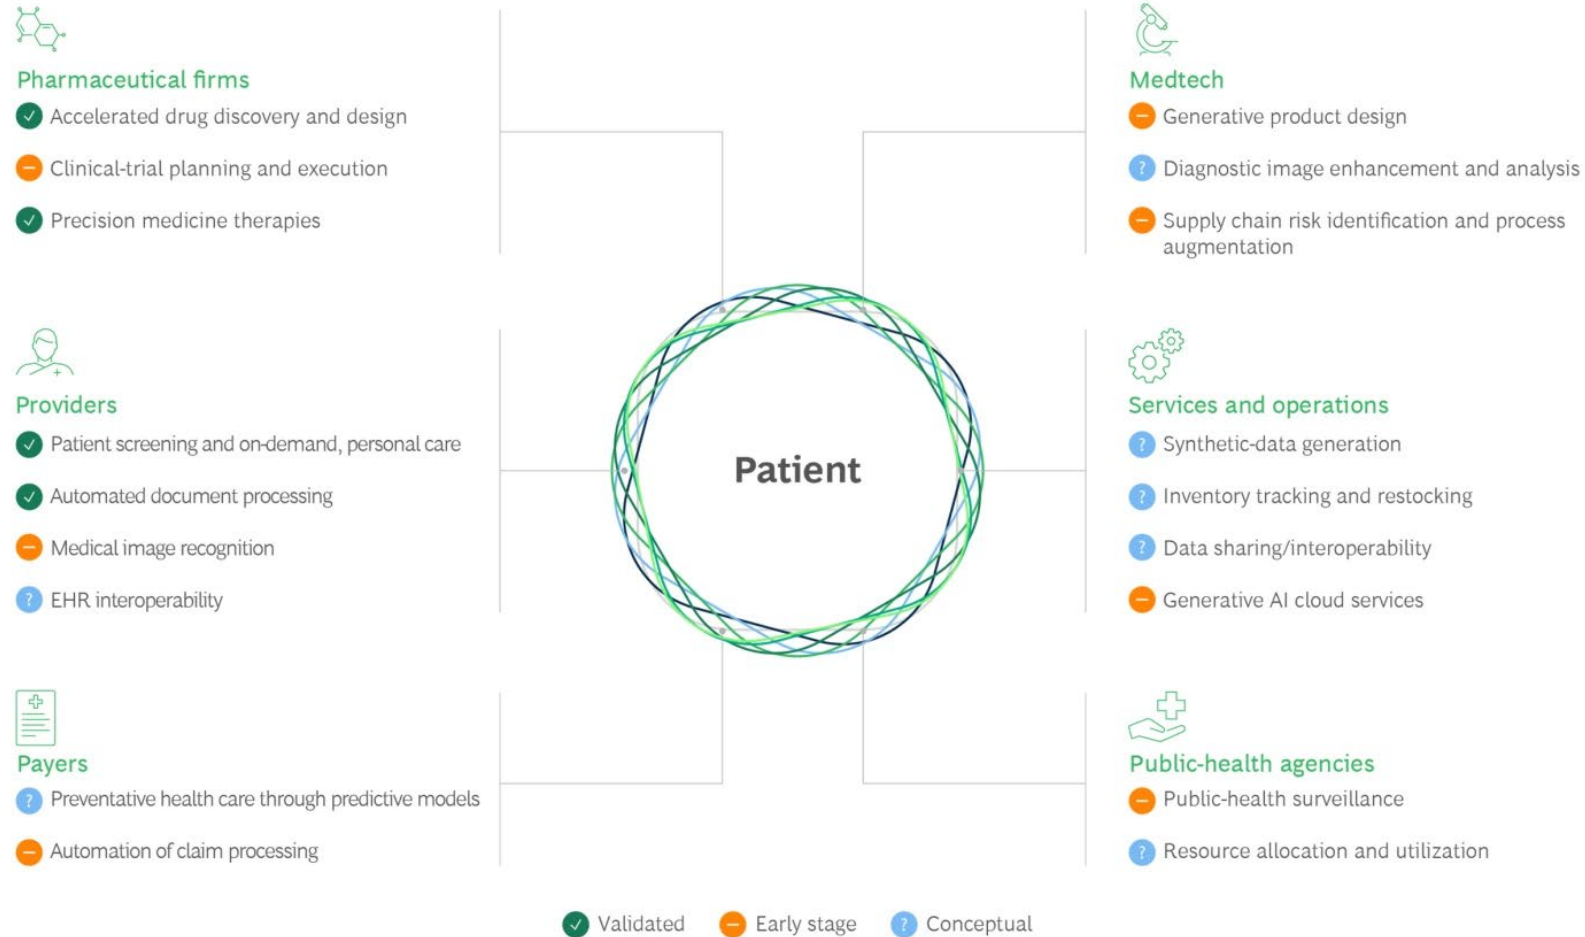 Pharmaceutical firms
Accelerated drug discovery and design
Clinical-trial planning and execution
Precision medicine therapies
Providers
Patient screening and on-demand, personal care
Automated document processing
Medical image recognition
EHR interoperability
Payers
Preventative health care through predictive models
Automation of claim processing
Patient
Medtech
Generative product design
Diagnostic image enhancement and analysis
Supply chain risk identification and process
augmentation
Services and operations
Synthetic-data generation
Inventory tracking and restocking
Data sharing/interoperability
Generative AI cloud services
Public-health agencies
Public-health surveillance
Resource allocation and utilization
Validated
Early stage
Conceptual